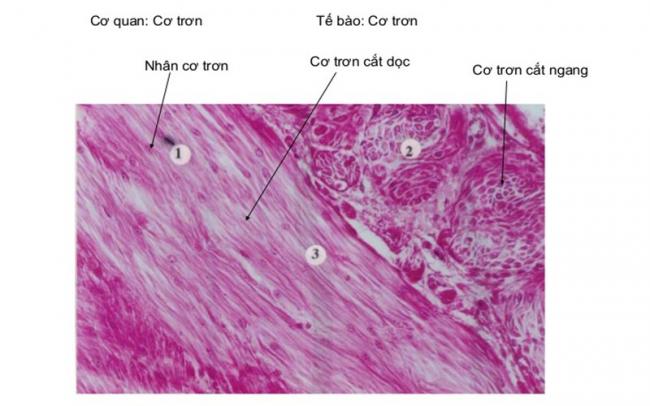 Cơ quan: Cơ trơn
Tế bào: Cơ trơn
Nhân cơ trơn
Cơ trơn cắt dọc
Cơ trơn cắt ngang
1
2
3